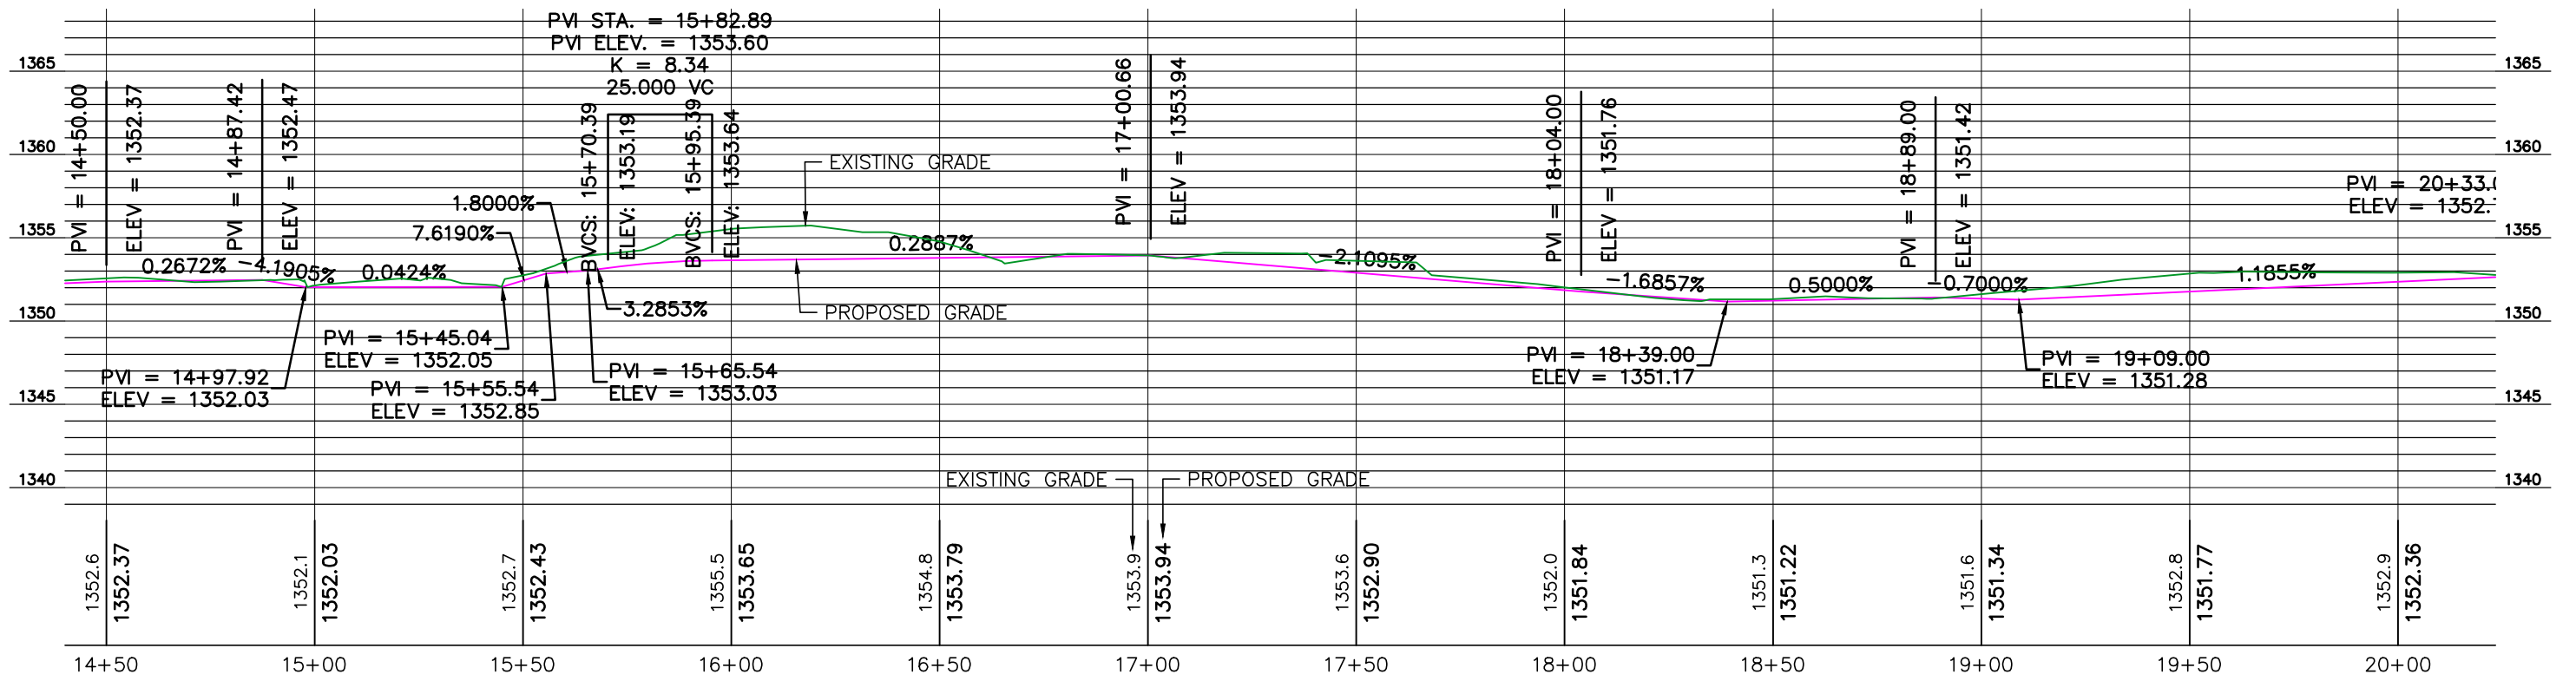 PVI STA. = 15+82.89
PVI ELEV. = 1353.60
K = 8.34
25.000 VC
1365
1360
1355
1350
1345
1340
PVI = 14+50.00
ELEV = 1352.37
PVI = 14+87.42
ELEV = 1352.47
BVCS: 15+70.39
ELEV: 1353.19
BVCS: 15+95.39
ELEV: 1353.64
PVI = 17+00.66
ELEV = 1353.94
PVI = 18+04.00
ELEV = 1351.76
PVI = 18+89.00
ELEV = 1351.42
PVI = 20+33.
ELEV = 1352.
1365
1360
1355
1350
1345
1340
EXISTING GRADE
1.8000%
7.6190%
0.2672%
-4.1905%
0.0424%
0.2887%
-2.1095%
-1.6857%
0.5000%
-0.7000%
1.1855%
3.2853%
PROPOSED GRADE
PVI = 15+45.04
ELEV = 1352.05
PVI = 14+97.92
ELEV = 1352.03
PVI = 15+55.54
ELEV = 1352.85
PVI = 15+65.54
ELEV = 1353.03
PVI = 18+39.00
ELEV = 1351.17
PVI = 19+09.00
ELEV = 1351.28
EXISTING GRADE
PROPOSED GRADE
1352.6
1352.37
1352.1
1352.03
1352.7
1352.43
1355.5
1353.65
1354.8
1353.79
1353.9
1353.94
1353.6
1352.90
1352.0
1351.84
1351.3
1351.22
1351.6
1351.34
1352.8
1351.77
1352.9
1352.36
14+50
15+00
15+50
16+00
16+50
17+00
17+50
18+00
18+50
19+00
19+50
20+00